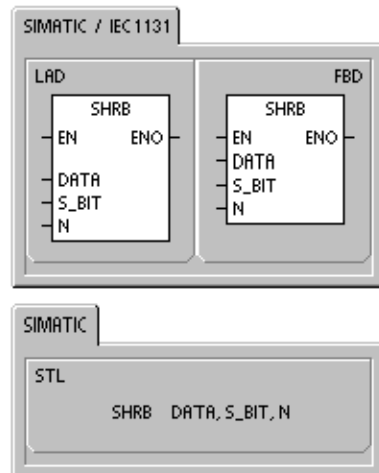 SIMATIC / IEC1131
LAD
SHRB
EN ENO
DATA
S_BIT
N
FBD
SHRB
EN ENO
DATA
S_BIT
N
SIMATIC
STL
SHRB DATA, S_BIT, N